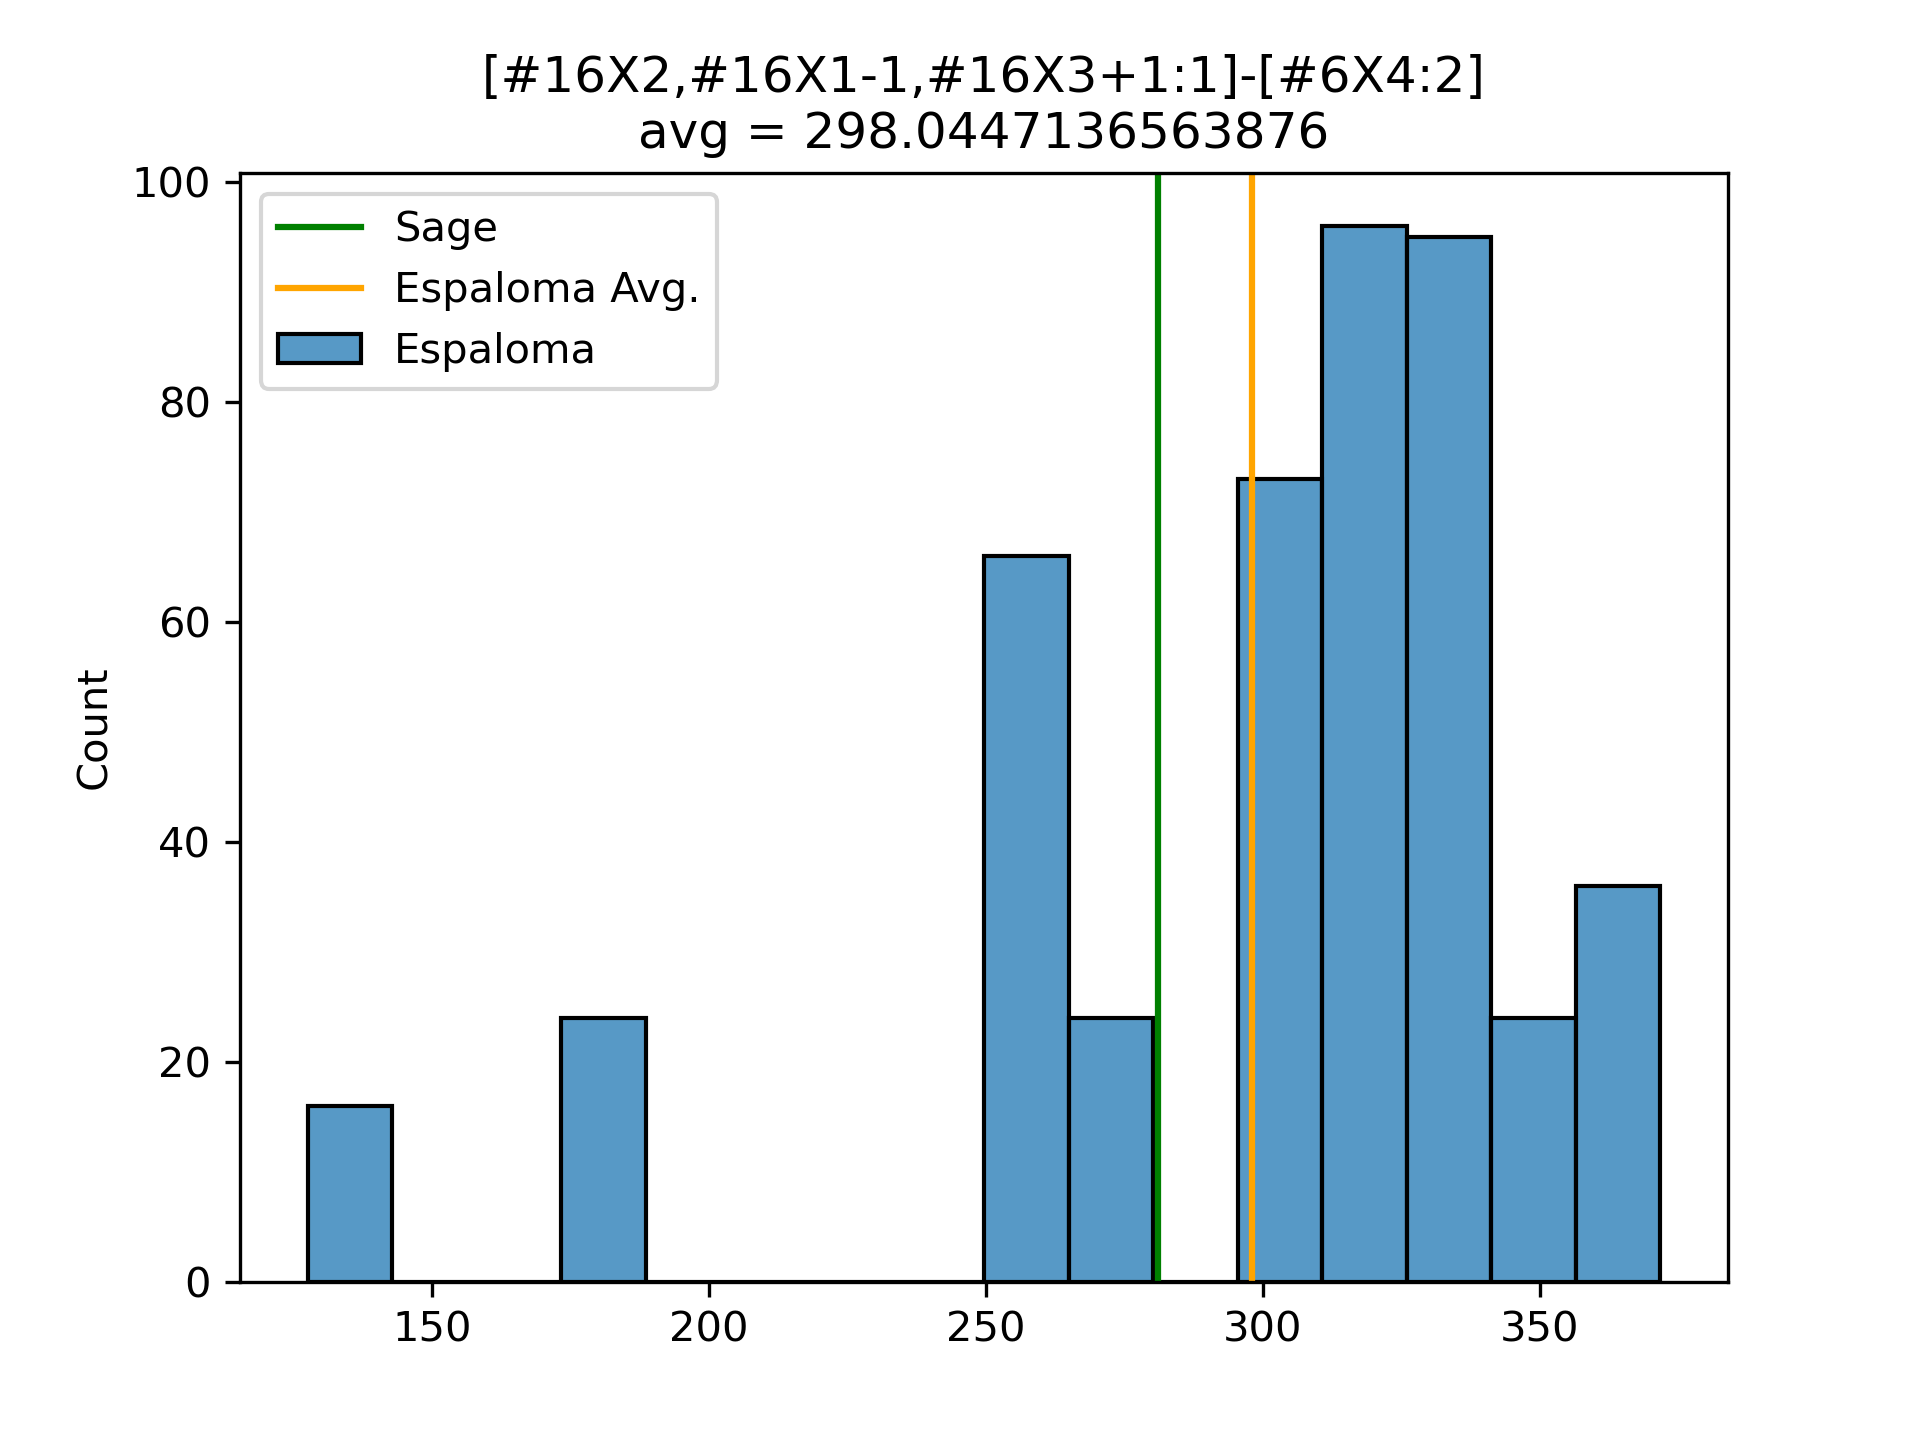 [#16X2,#16X1-1,#16X3+1:1]-[#6X4:2]
avg = 298.0447136563876
Sage
Espaloma Avg.
Espaloma
100
80
60
40
20
0
Count
150
200
250
300
350